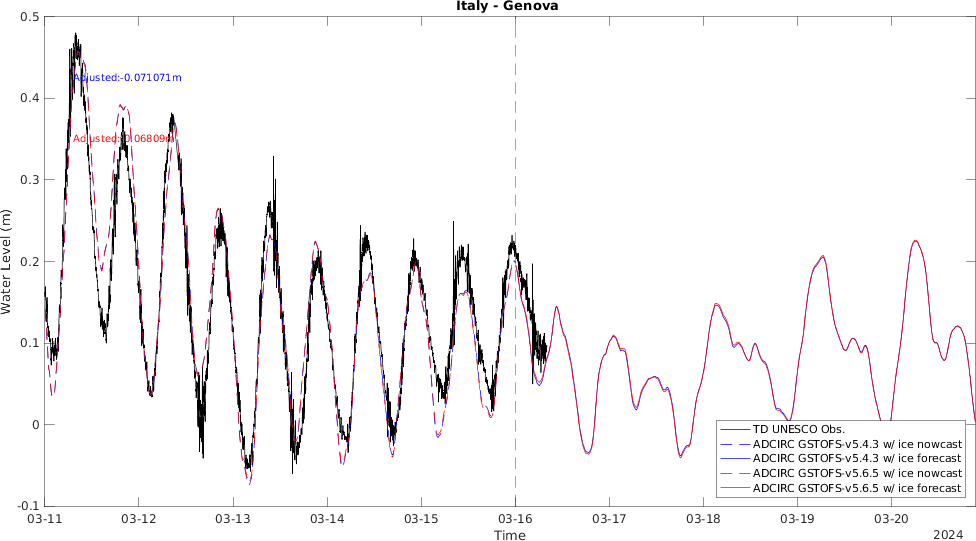 Italy - Genova
0.5
0.4
0.3
0.2
0.1
0
-0.1
Water Level (m)
Adjusted:-0.071071m
Adjusted:-0.06809m
TD UNESCO Obs.
ADCIRC GSTOFS-v5.4.3 w/ ice nowcast
ADCIRC GSTOFS-v5.4.3 w/ ice forecast
ADCIRC GSTOFS-v5.6.5 w/ ice nowcast
ADCIRC GSTOFS-v5.6.5 w/ ice forecast
03-11 03-12 03-13 03-14 03-15 03-16 03-17 03-18 03-19 03-20
Time
2024